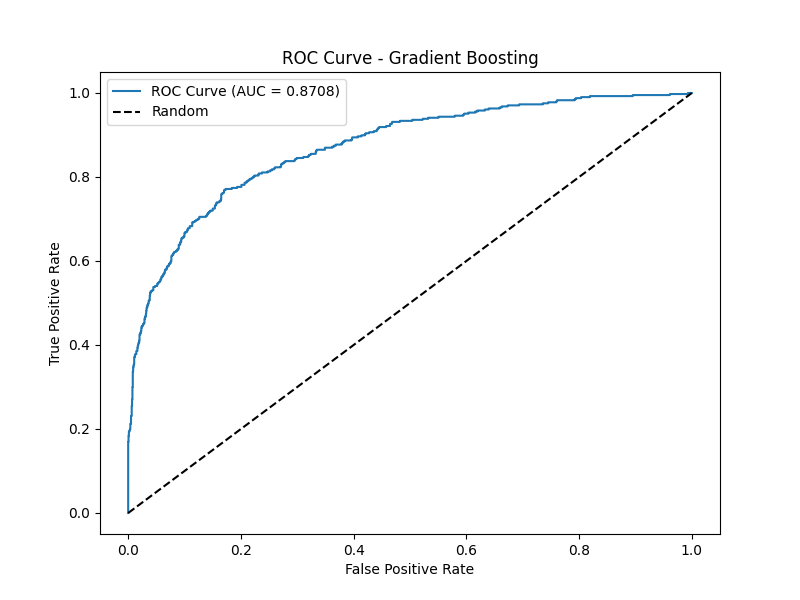 ROC Curve - Gradient Boosting
ROC Curve (AUC = 0.8708)
Random
True Positive Rate
1.0
0.8
0.6
0.4
0.2
0.0
0.0 0.2 0.4 0.6 0.8 1.0
False Positive Rate